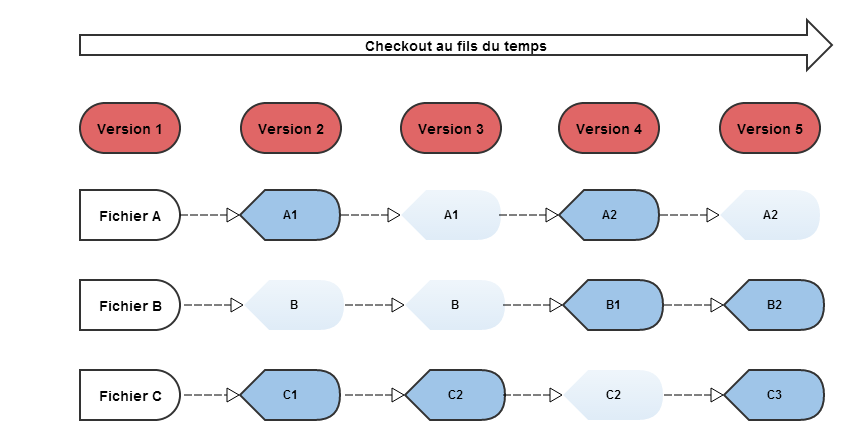 Checkout au fils du temps
Version 1 Version 2 Version 3 Version 4 Version 5
Fichier A A1 A1 A2 A2
Fichier B B B B1 B2
Fichier C C1 C2 C2 C3